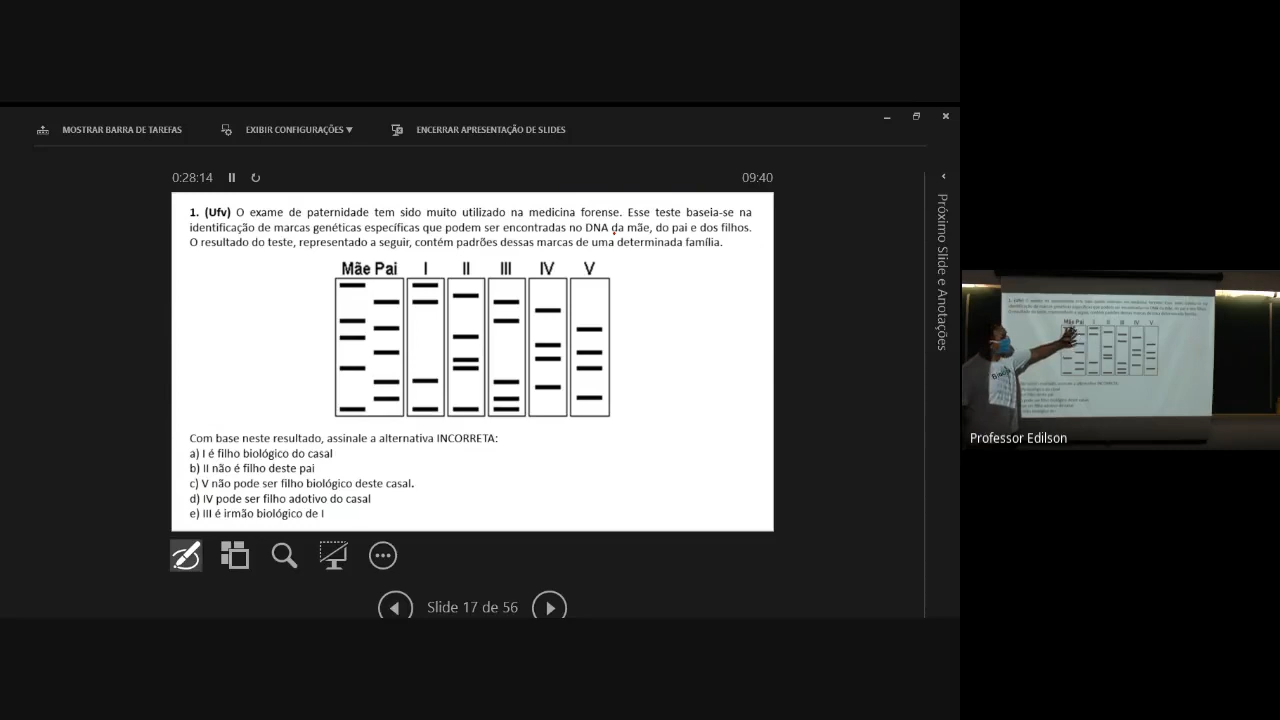 MOSTRAR BARRA DE TAREFAS
EXIBIR CONFIGURAÇÕES ▼
ENCERRAR APRESENTAÇÃO DE SLIDES
0:28:14
09:40
1. (Ufv) O exame de paternidade tem sido muito utilizado na medicina forense. Esse teste baseia-se na
identificação de marcas genéticas específicas que podem ser encontradas no DNA da mãe, do pai e dos filhos.
O resultado do teste, representado a seguir, contém padrões dessas marcas de uma determinada família.
Mãe Pai I II III IV V
Com base neste resultado, assinale a alternativa INCORRETA:
a) I é filho biológico do casal
b) II não é filho deste pai
c) V não pode ser filho biológico deste casal.
d) IV pode ser filho adotivo do casal
e) III é irmão biológico de I
Slide 17 de 56
Próximo Slide e Anotações
Professor Edilson